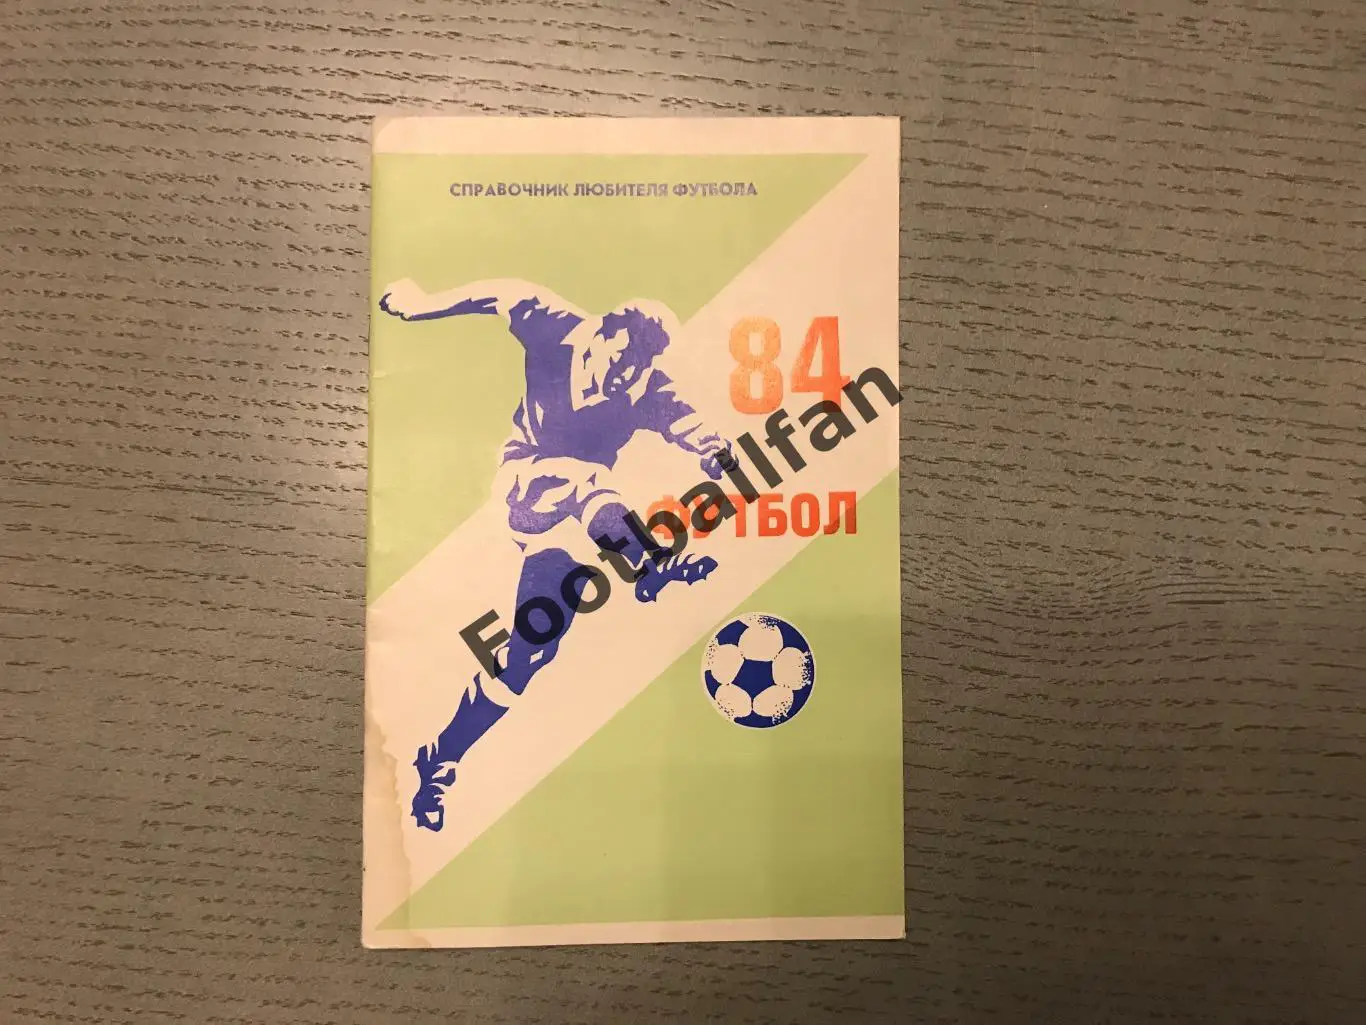 СПРАВОЧНИК ЛЮБИТЕЛЯ ФУТБОЛА
84
ФУТБОЛ
Footballfan